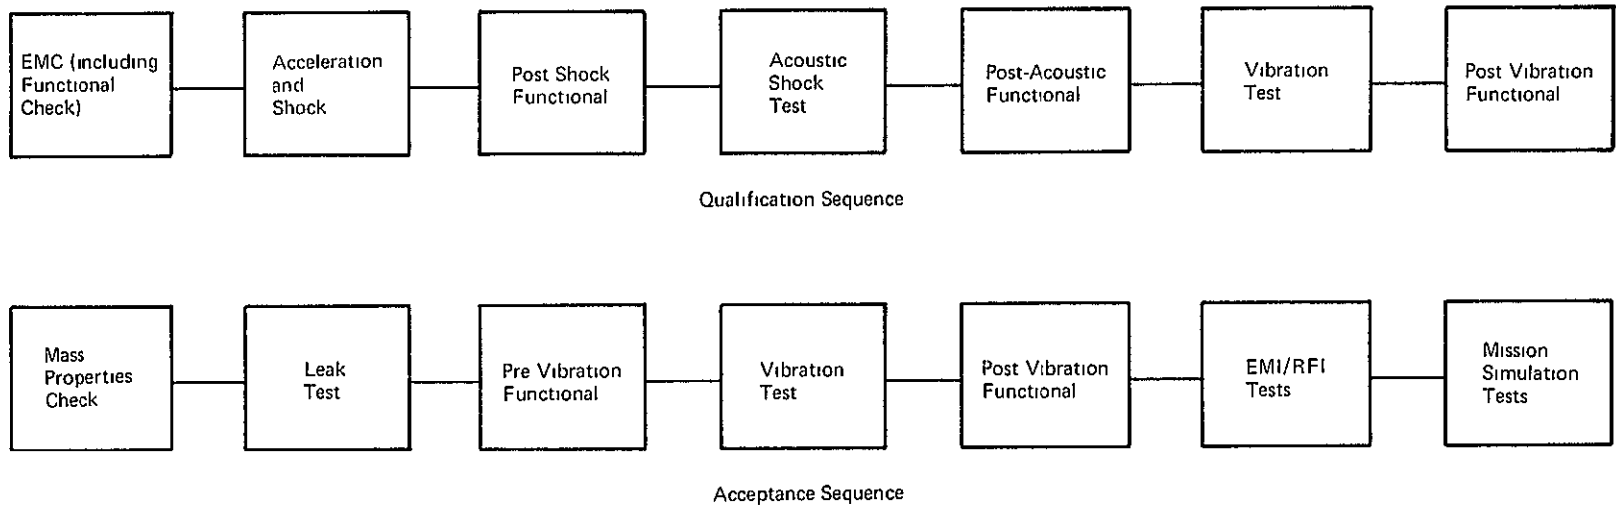 EMC (including
Functional
Check)
Acceleration
and
Shock
Post Shock
Functional
Acoustic
Shock
Test
Post-Acoustic
Functional
Vibration
Test
Post Vibration
Functional
Qualification Sequence
Mass
Properties
Check
Leak
Test
Pre Vibration
Functional
Vibration
Test
Post Vibration
Functional
EMI/RFI
Tests
Mission
Simulation
Tests
Acceptance Sequence